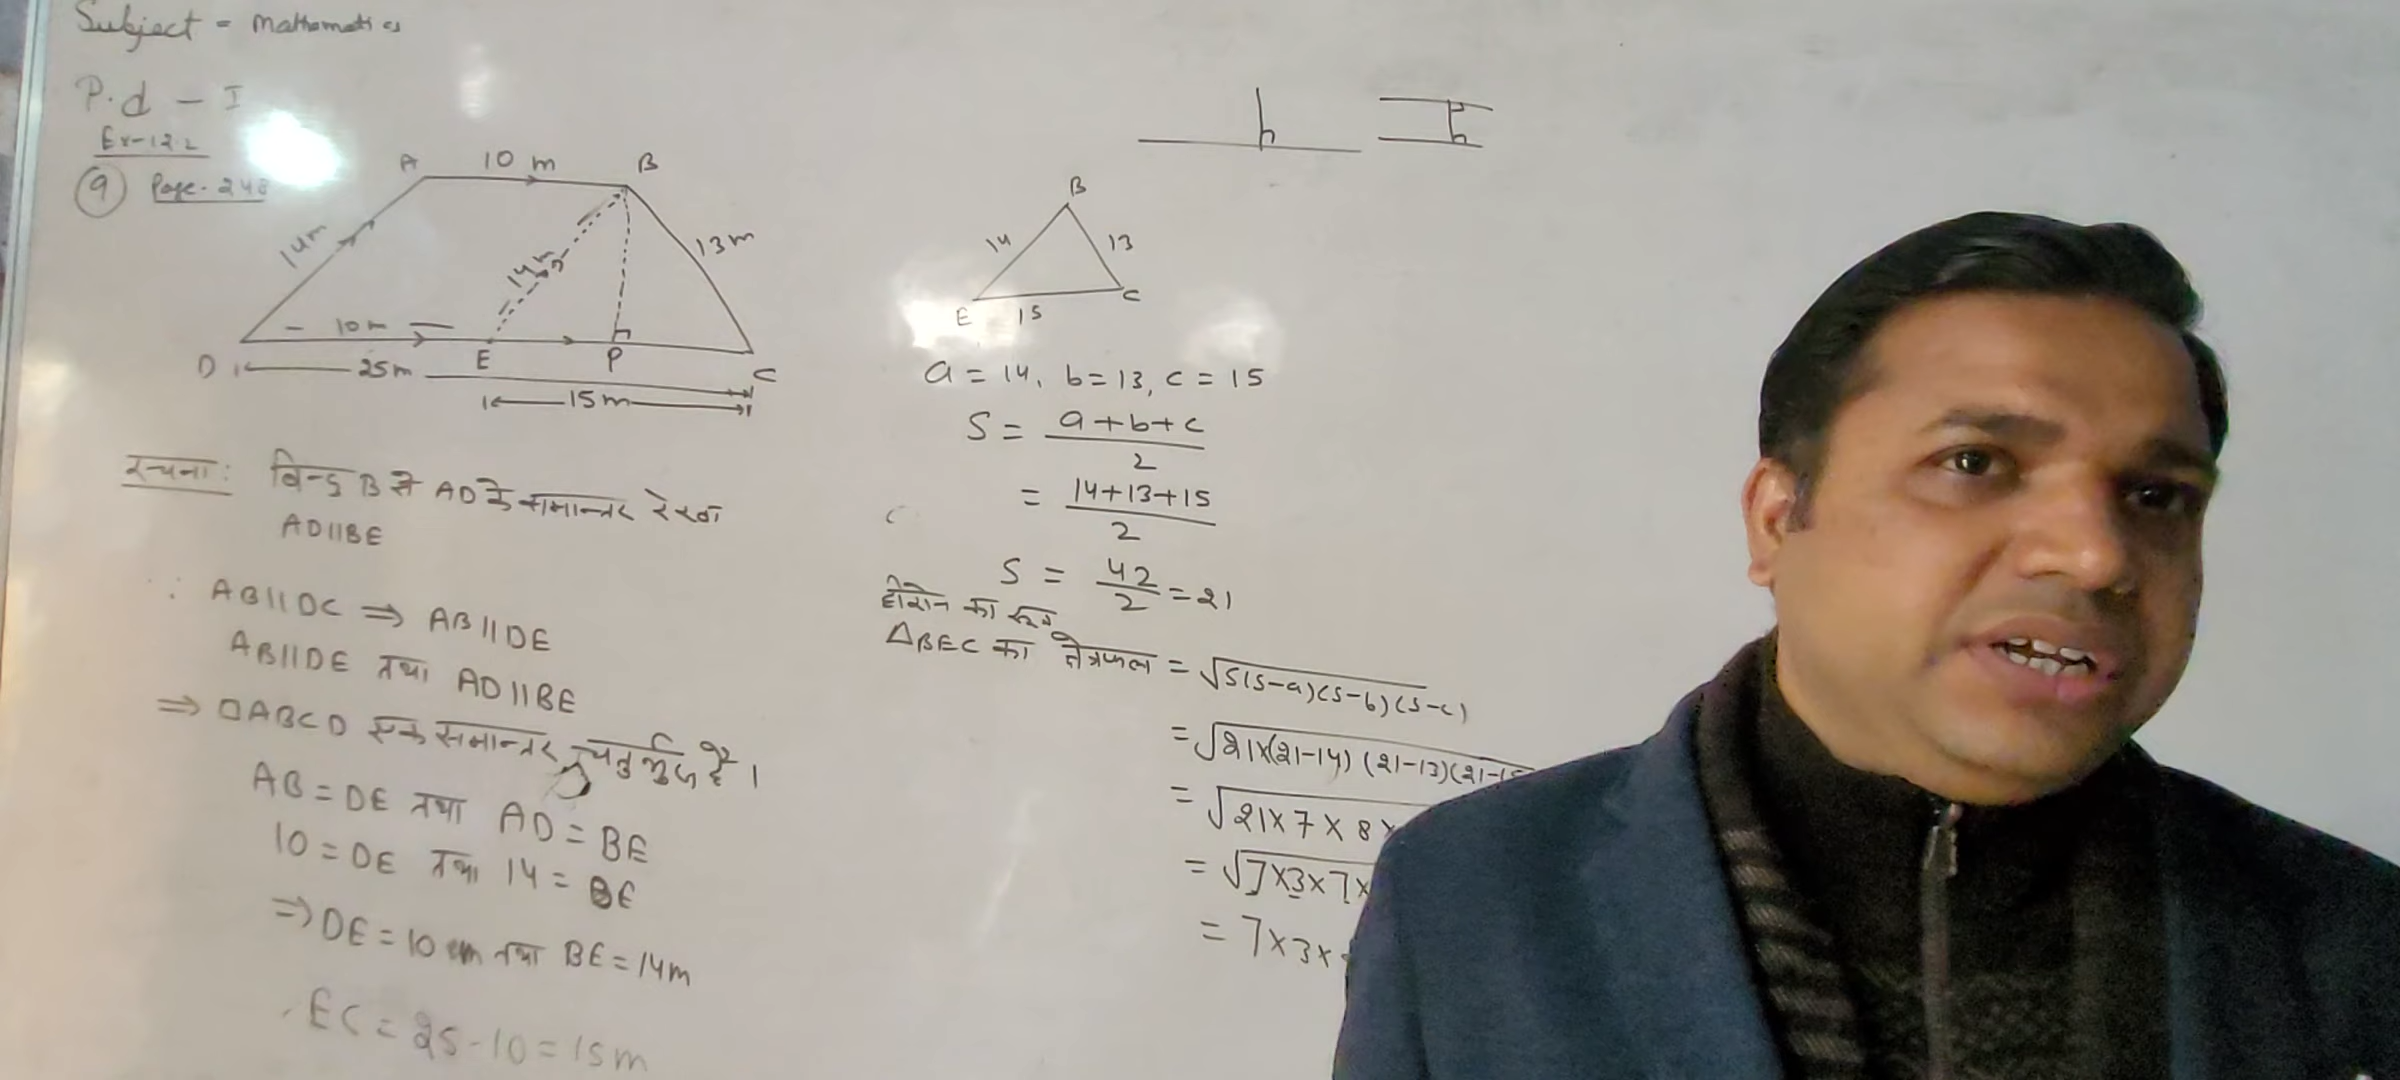 Subject = Mathematics
P.d - I
Ex-12.2
9 Page-248
A 10 m B
14m
14m
13m
10m
D E P C
25m
15m
रचना: बिन्दु B से AD के समान्तर रेखा
AD||BE
∴ AB||DC ⇒ AB||DE
AB||DE तथा AD||BE
⇒ □ABCD एक समान्तर चतुर्भुज है।
AB = DE तथा AD = BE
10 = DE तथा 14 = BE
⇒ DE = 10 m तथा BE = 14m
EC = 25-10 = 15m
h
B
14 13
E 15 C
a = 14, b = 13, c = 15
S = a+b+c/2
= 14+13+15/2
S = 42/2 = 21
हीरोन का सूत्र
△BEC का क्षेत्रफल = √S(S-a)(S-b)(S-c)
= √21×(21-14)(21-13)(21-15
= √21×7×8×
= √7×3×7×
= 7×3×